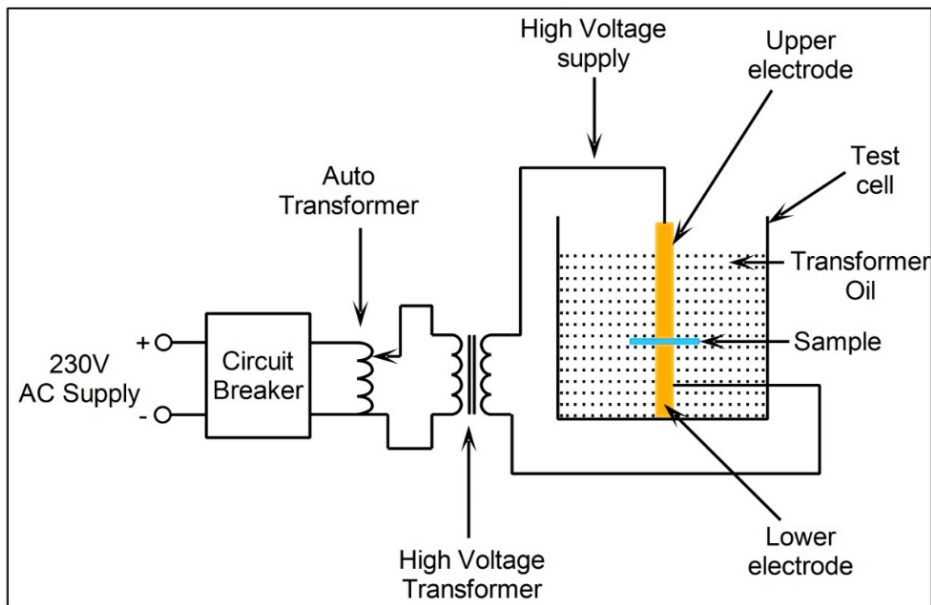 High Voltage
supply
Upper
electrode
Test
cell
Auto
Transformer
Transformer
Oil
+
230V
AC Supply
-
Circuit
Breaker
Sample
High Voltage
Transformer
Lower
electrode